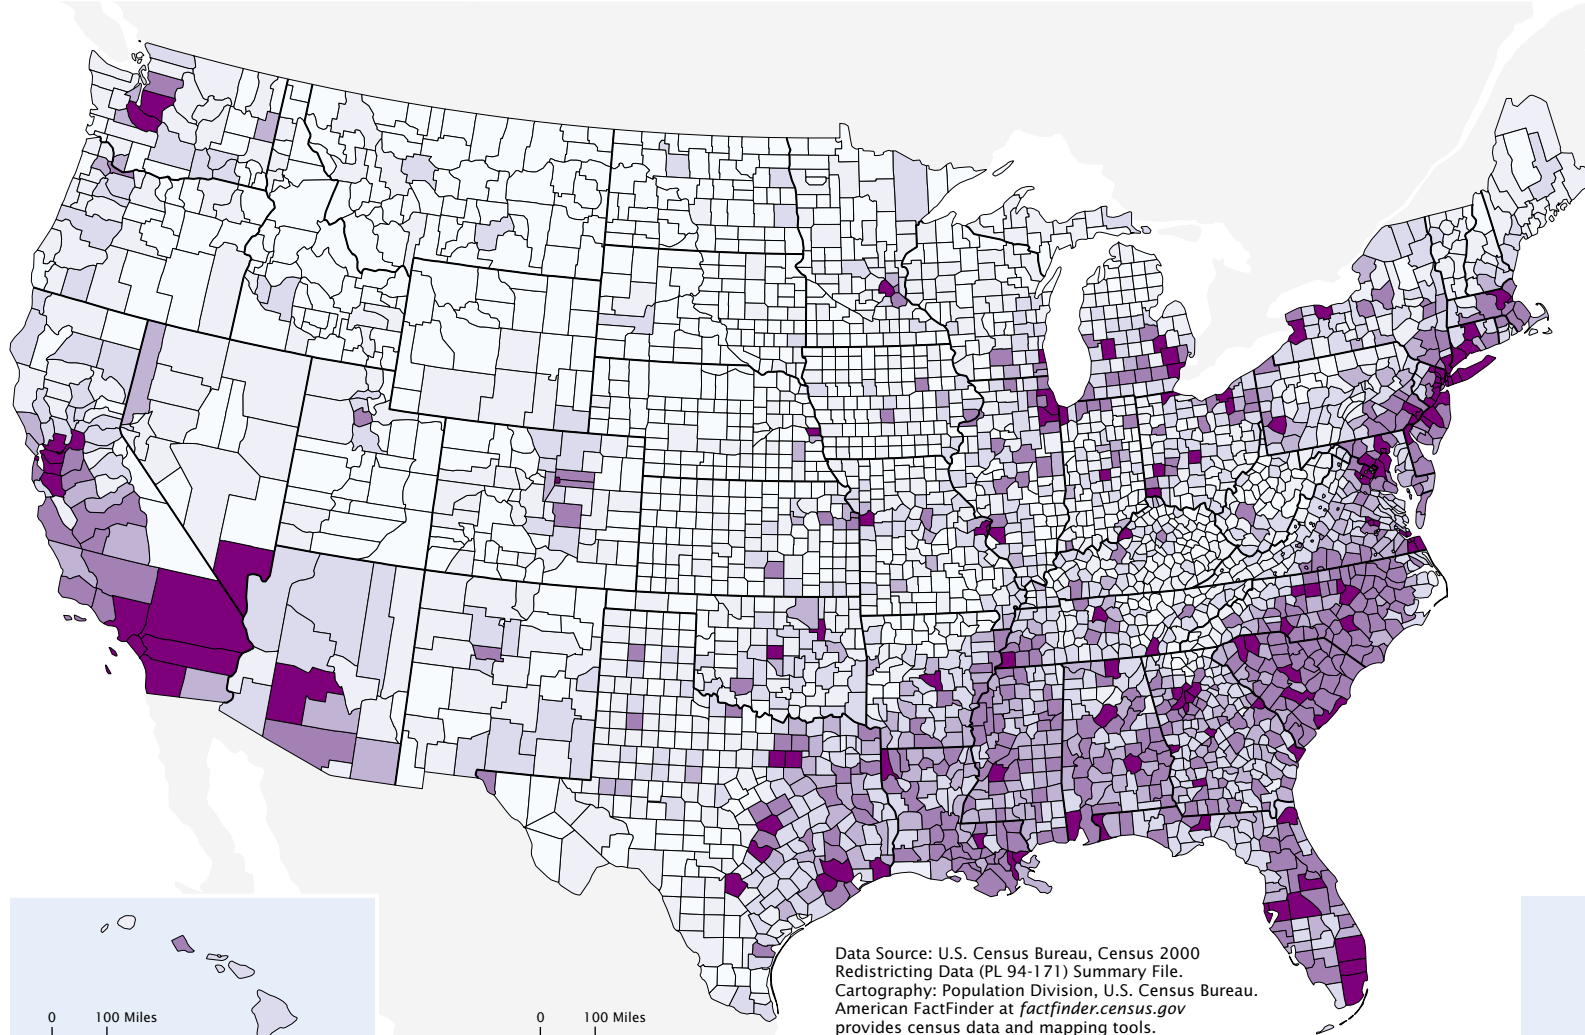 Data Source: U.S. Census Bureau, Census 2000
Redistricting Data (PL 94-171) Summary File.
Cartography: Population Division, U.S. Census Bureau.
American FactFinder at factfinder.census.gov
provides census data and mapping tools.
0 100 Miles
0 100 Miles